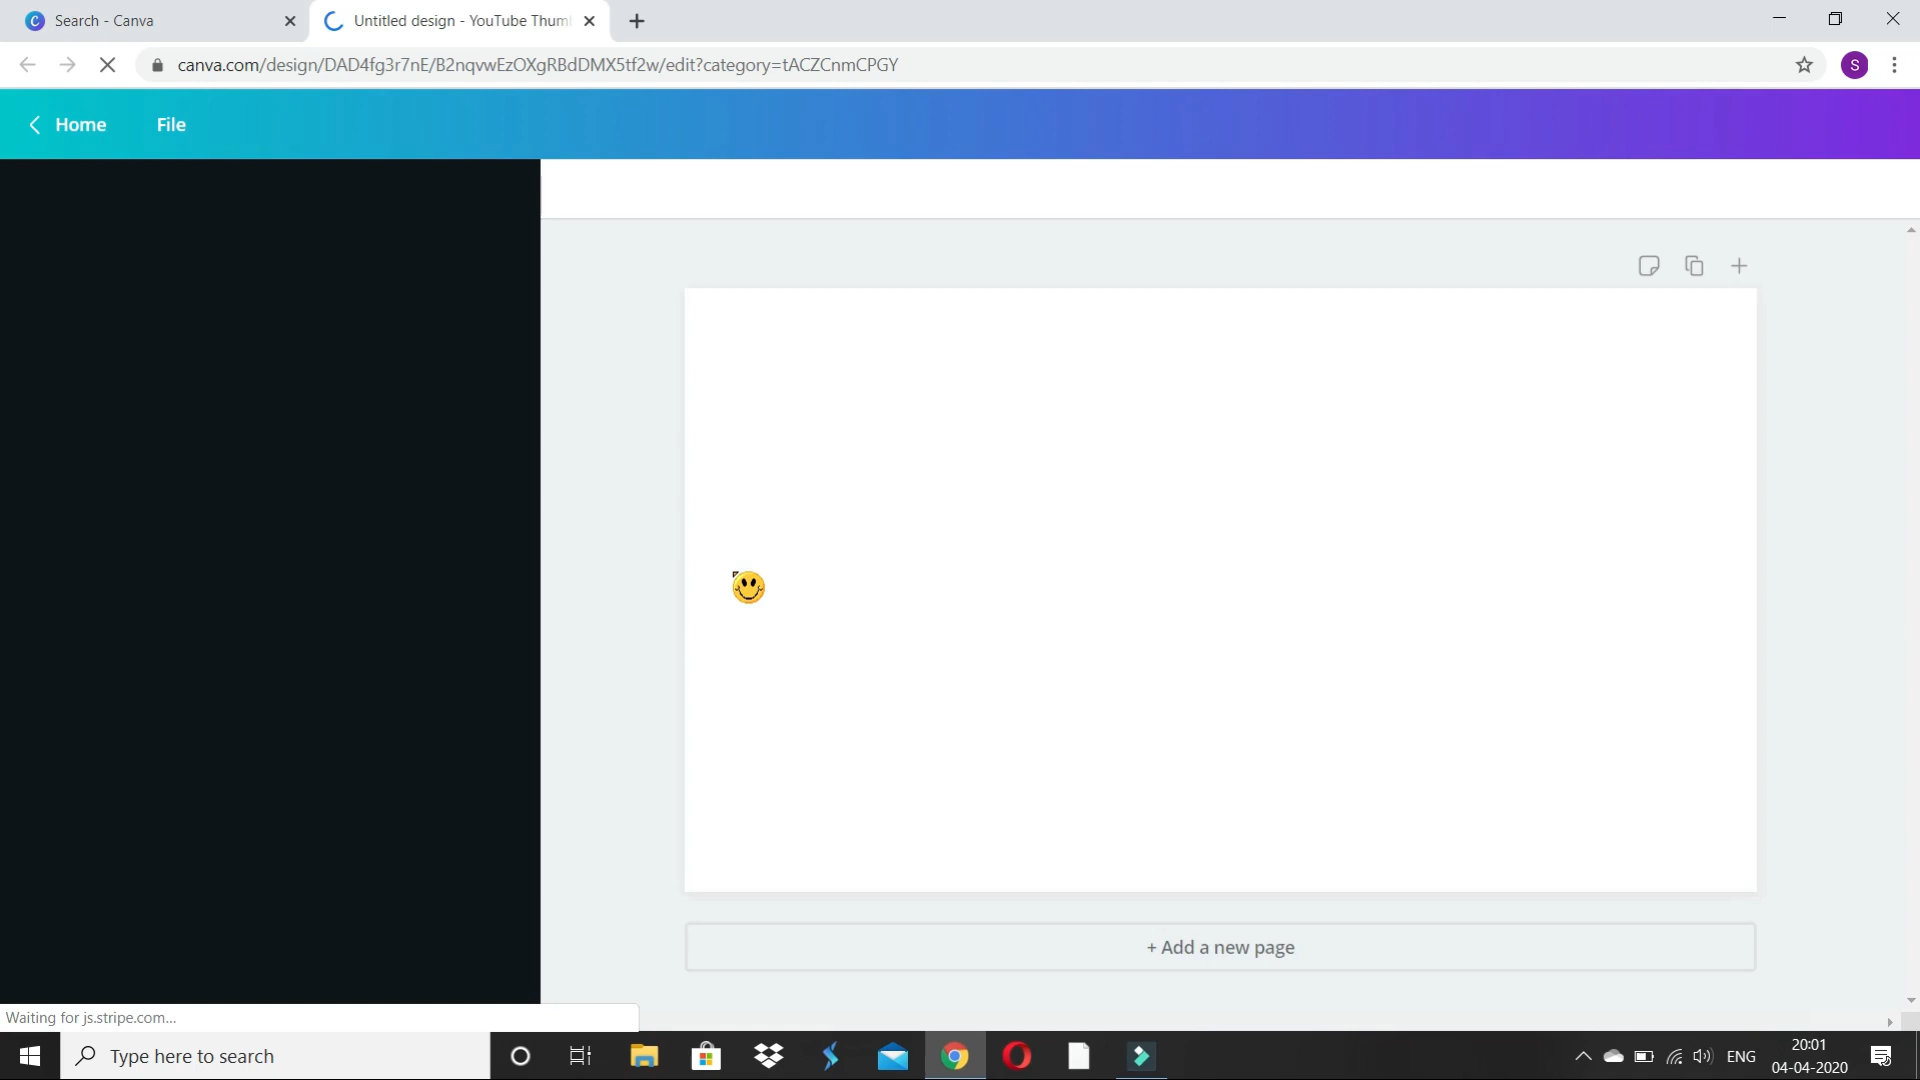 Search - Canva
Untitled design - YouTube Thum
canva.com/design/DAD4fg3r7nE/B2nqvwEzOXgRBdDMX5tf2w/edit?category=tACZCnmCPGY
S
Home
File
+ Add a new page
Waiting for js.stripe.com...
Type here to search
ENG
20:01
04-04-2020